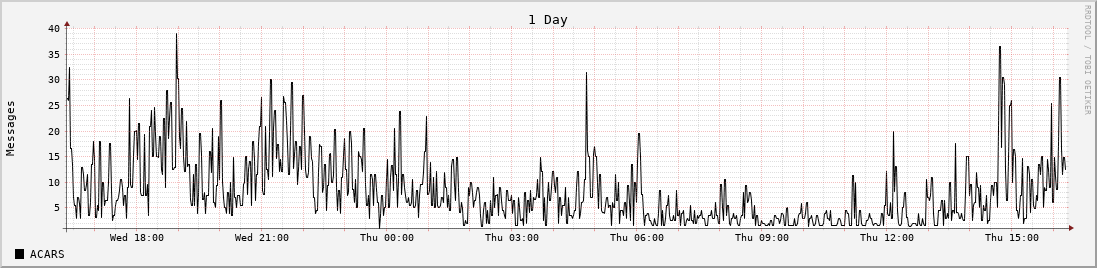 1 Day
RRDTOOL / TOBI OETIKER
Messages
40
35
30
25
20
15
10
5
Wed 18:00 Wed 21:00 Thu 00:00 Thu 03:00 Thu 06:00 Thu 09:00 Thu 12:00 Thu 15:00
ACARS